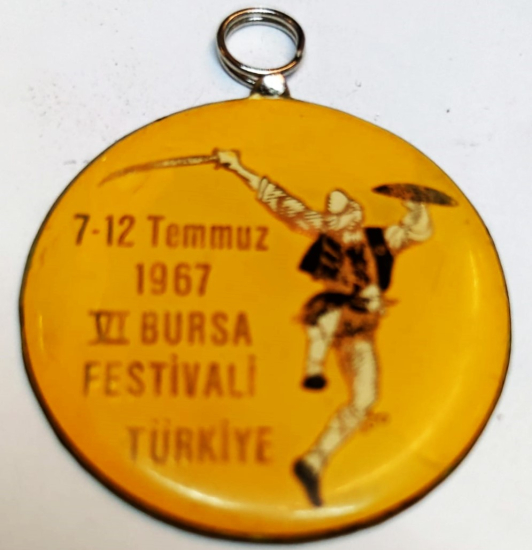 7-12 Temmuz
1967
VI BURSA
FESTİVALİ
TÜRKİYE